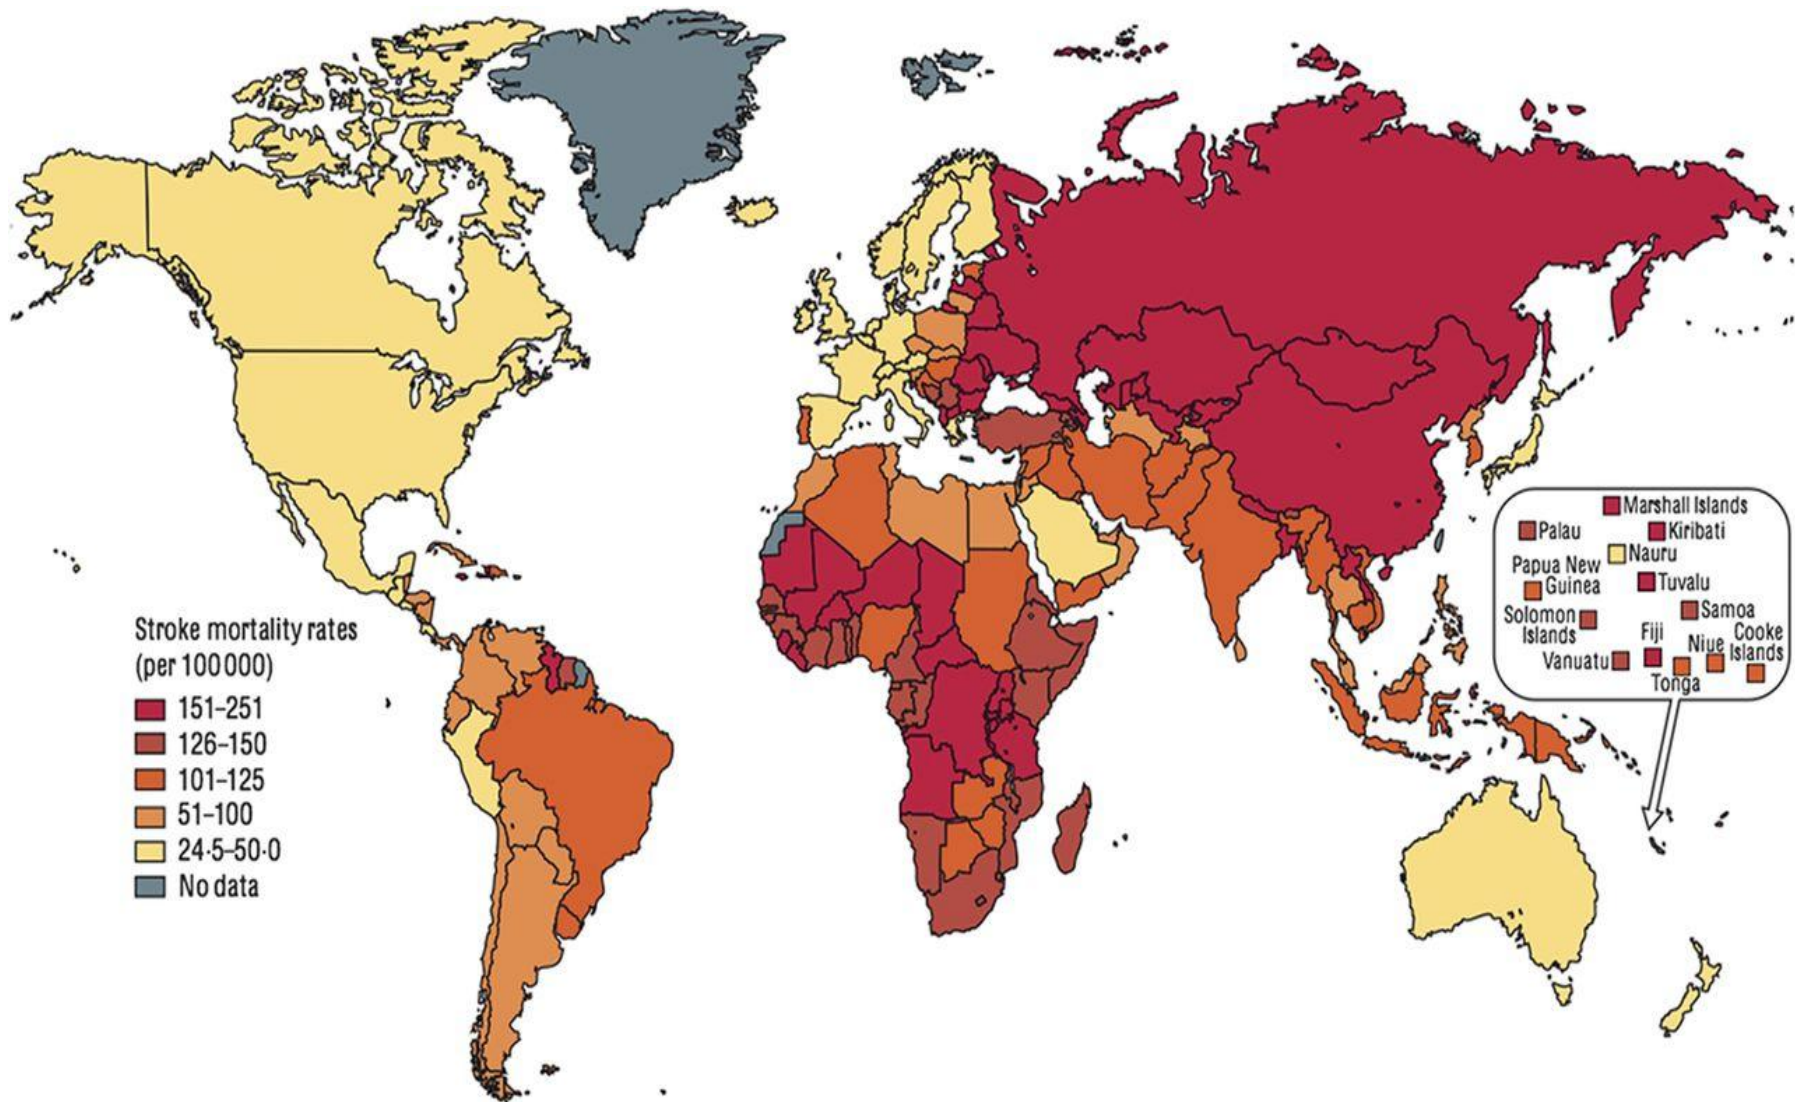 Stroke mortality rates
(per 100 000)
151–251
126–150
101–125
51–100
24·5–50·0
No data
Marshall Islands
Palau
Kiribati
Nauru
Papua New
Guinea
Tuvalu
Samoa
Solomon
Islands
Fiji
Niue
Cooke
Islands
Vanuatu
Tonga